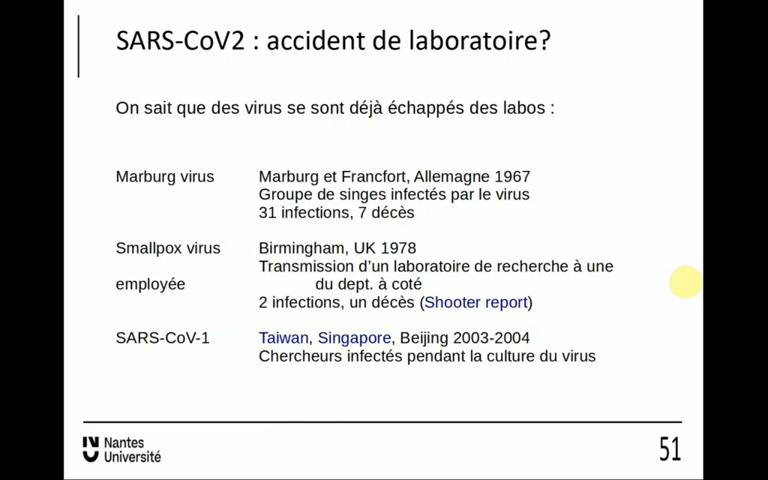 SARS-CoV2 : accident de laboratoire?
On sait que des virus se sont déjà échappés des labos :
Marburg virus Marburg et Francfort, Allemagne 1967
Groupe de singes infectés par le virus
31 infections, 7 décès
Smallpox virus Birmingham, UK 1978
Transmission d'un laboratoire de recherche à une
employée du dept. à coté
2 infections, un décès (Shooter report)
SARS-CoV-1 Taiwan, Singapore, Beijing 2003-2004
Chercheurs infectés pendant la culture du virus
Nantes
Université
51